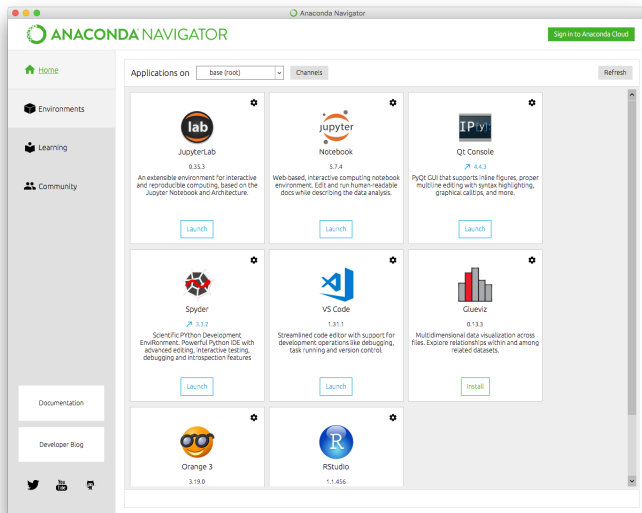 Anaconda Navigator
ANACONDA NAVIGATOR
Sign in to Anaconda Cloud
Home
Environments
Learning
Community
Documentation
Developer Blog
You
Tube
Applications on
base (root)
Channels
Refresh
lab
JupyterLab
0.35.3
An extensible environment for interactive
and reproducible computing, based on the
Jupyter Notebook and Architecture.
Launch
jupyter
Notebook
5.7.4
Web-based, interactive computing notebook
environment. Edit and run human-readable
docs while describing the data analysis.
Launch
IP[y]:
Qt Console
4.4.3
PyQt GUI that supports inline figures, proper
multiline editing with syntax highlighting,
graphical calltips, and more.
Launch
Spyder
3.3.2
Scientific PYthon Development
EnviRonment. Powerful Python IDE with
advanced editing, interactive testing,
debugging and introspection features
Launch
VS Code
1.31.1
Streamlined code editor with support for
development operations like debugging,
task running and version control.
Launch
Glueviz
0.13.3
Multidimensional data visualization across
files. Explore relationships within and among
related datasets.
Install
Orange 3
3.19.0
R
RStudio
1.1.456